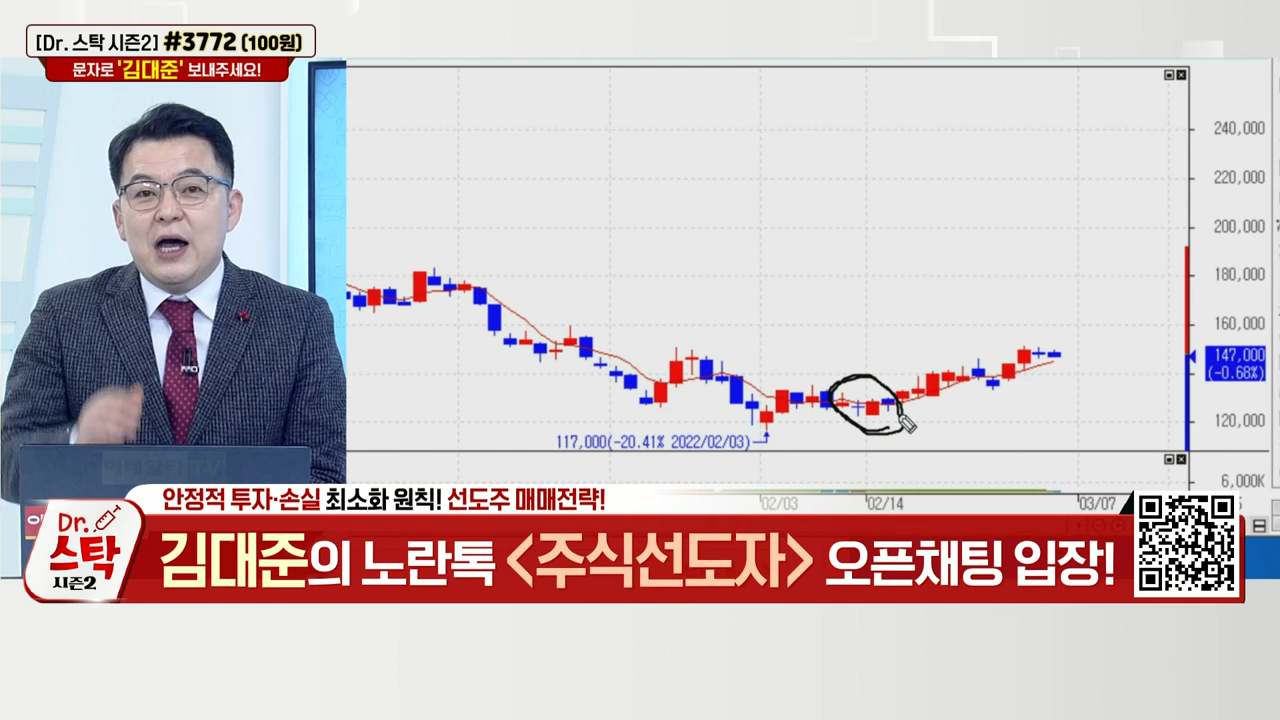 [Dr. 스탁 시즌2] #3772 (100원)
문자로 '김대준' 보내주세요!
240,000
220,000
200,000
180,000
160,000
147,000
(-0.68%)
120,000
117,000(-20.41% 2022/02/03)
6,000K
02/03
02/14
03/07
안정적 투자·손실 최소화 원칙! 선도주 매매전략!
Dr.
스탁
시즌2
김대준의 노란톡 <주식선도자> 오픈채팅 입장!